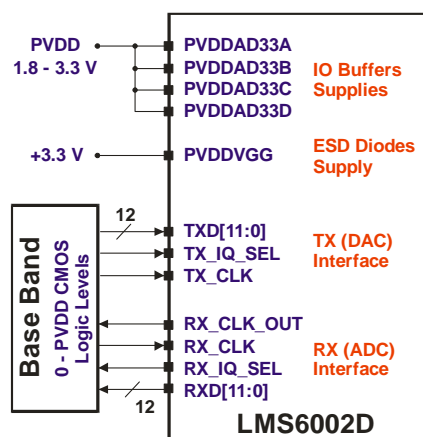 PVDD
1.8 - 3.3 V
PVDDAD33A
PVDDAD33B
PVDDAD33C
PVDDAD33D
IO Buffers
Supplies
+3.3 V
PVDDVGG
ESD Diodes
Supply
Base Band
0 - PVDD CMOS
Logic Levels
12
TXD[11:0]
TX_IQ_SEL
TX_CLK
TX (DAC)
Interface
RX_CLK_OUT
RX_CLK
RX_IQ_SEL
RXD[11:0]
12
RX (ADC)
Interface
LMS6002D